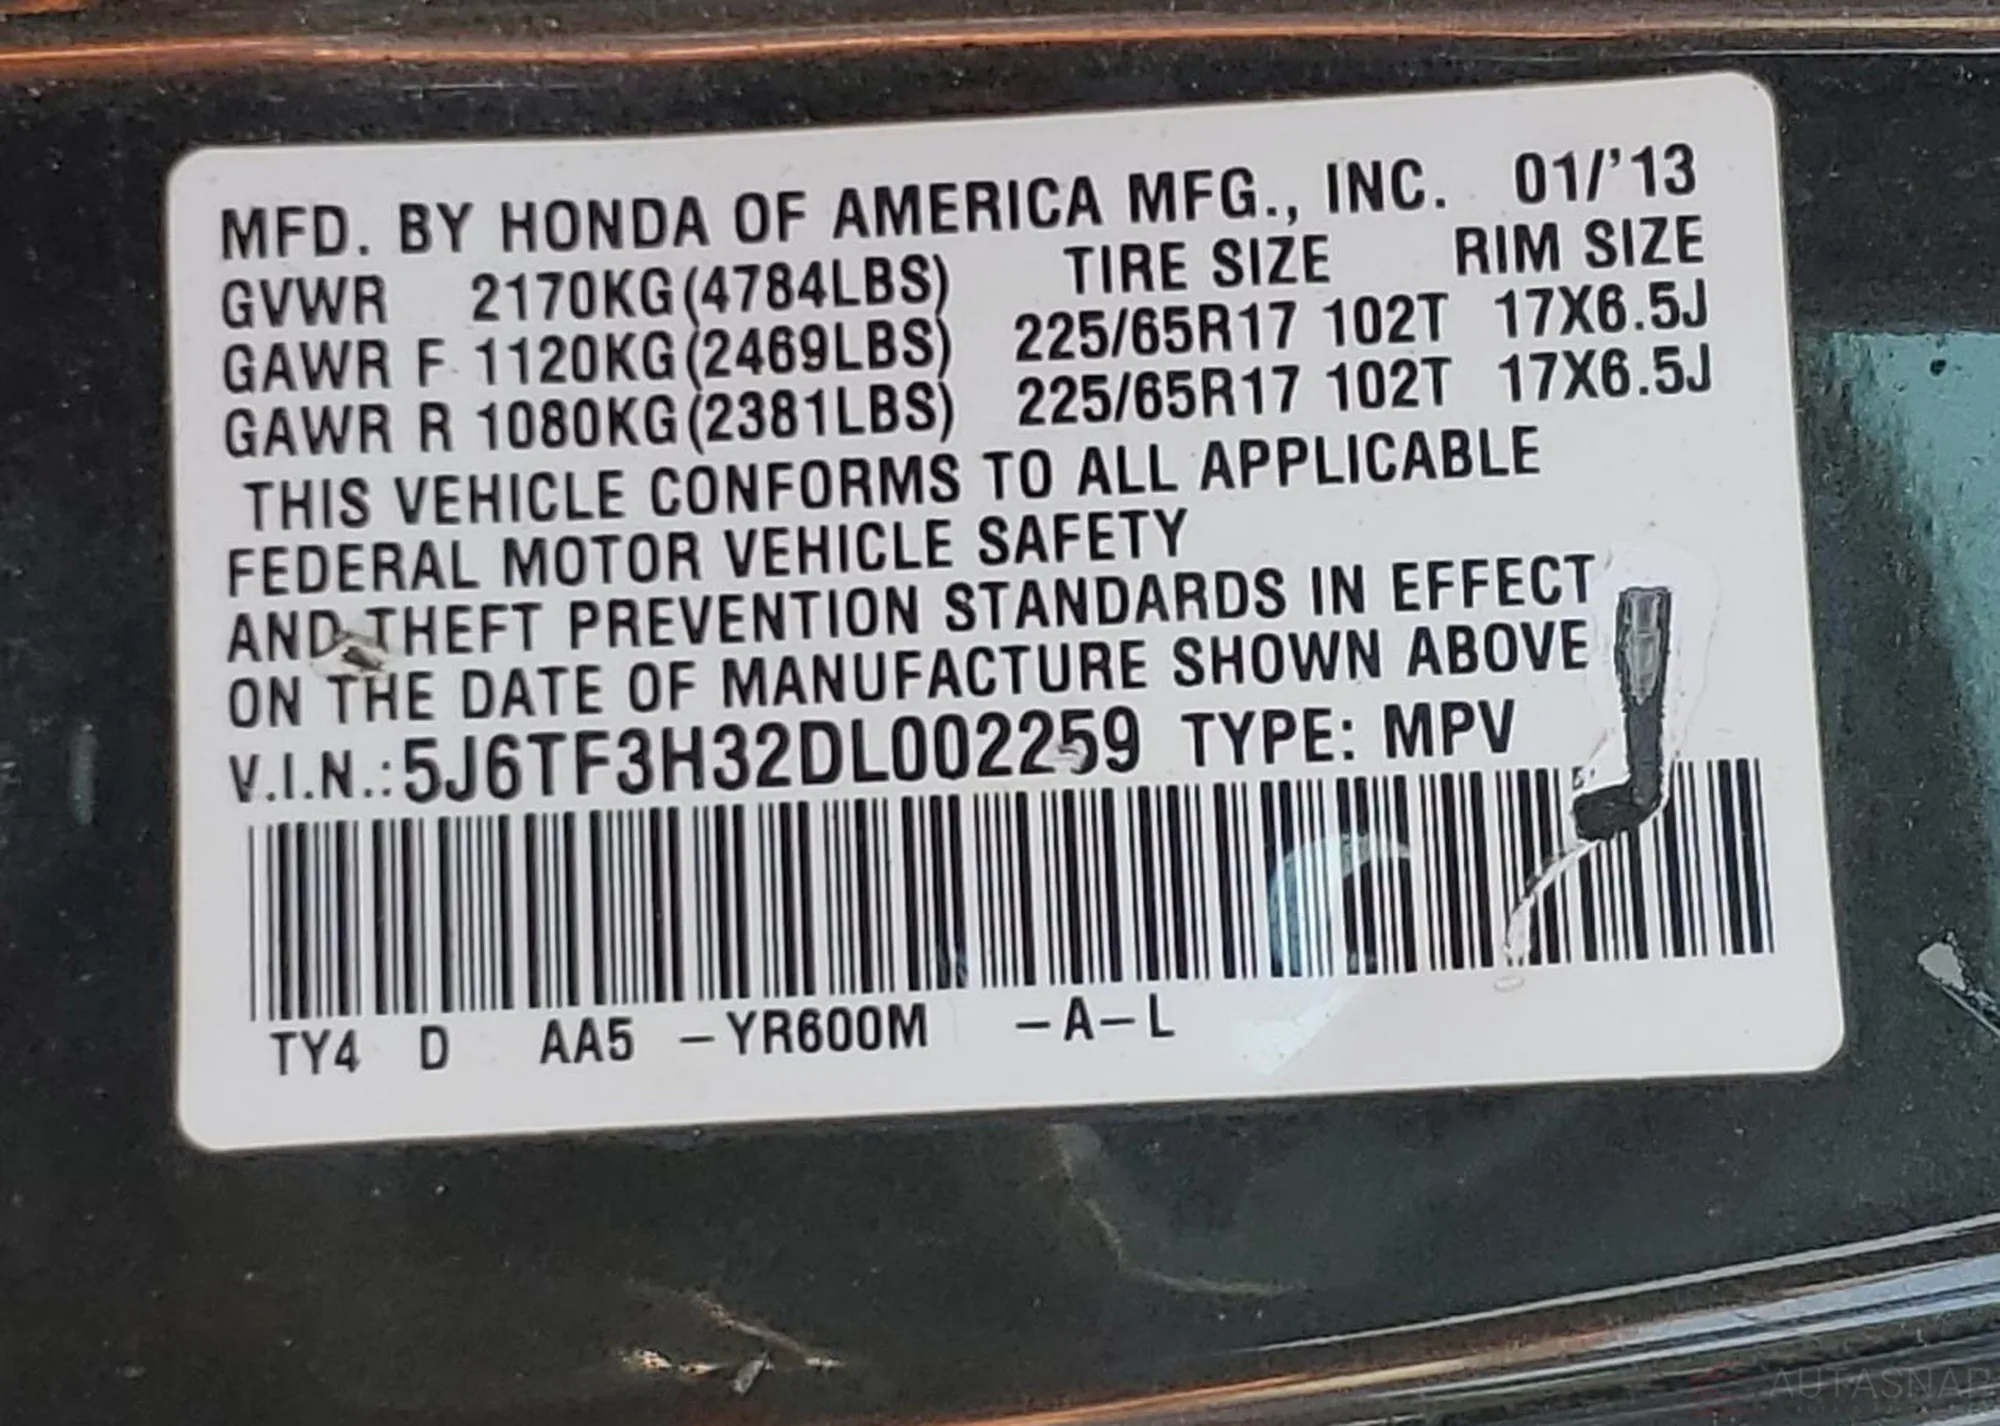 MFD. BY HONDA OF AMERICA MFG., INC. 01/'13
GVWR 2170KG(4784LBS) TIRE SIZE RIM SIZE
GAWR F 1120KG(2469LBS) 225/65R17 102T 17X6.5J
GAWR R 1080KG(2381LBS) 225/65R17 102T 17X6.5J
THIS VEHICLE CONFORMS TO ALL APPLICABLE
FEDERAL MOTOR VEHICLE SAFETY
AND THEFT PREVENTION STANDARDS IN EFFECT
ON THE DATE OF MANUFACTURE SHOWN ABOVE
V.I.N.:5J6TF3H32DL002259 TYPE: MPV
TY4 D AA5 –YR600M –A–L
AUTASNAP